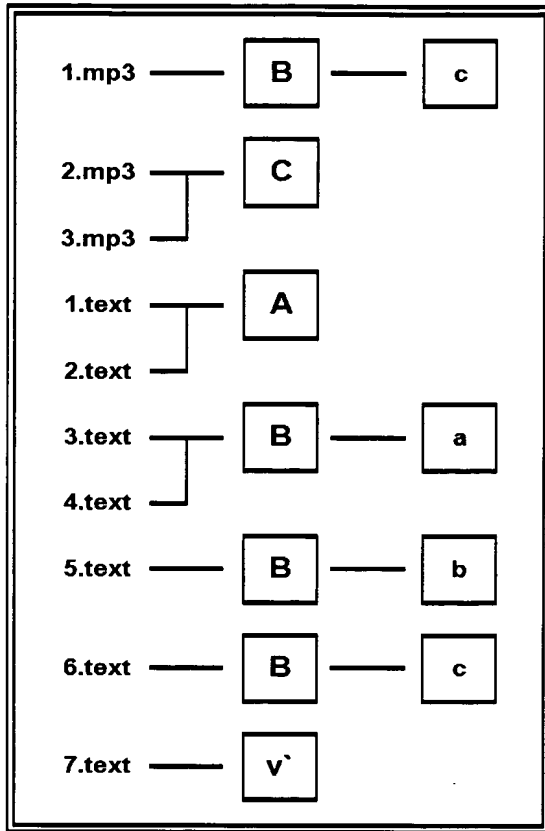 1.mp3 B c
2.mp3 C
3.mp3
1.text A
2.text
3.text B a
4.text
5.text B b
6.text B c
7.text v`